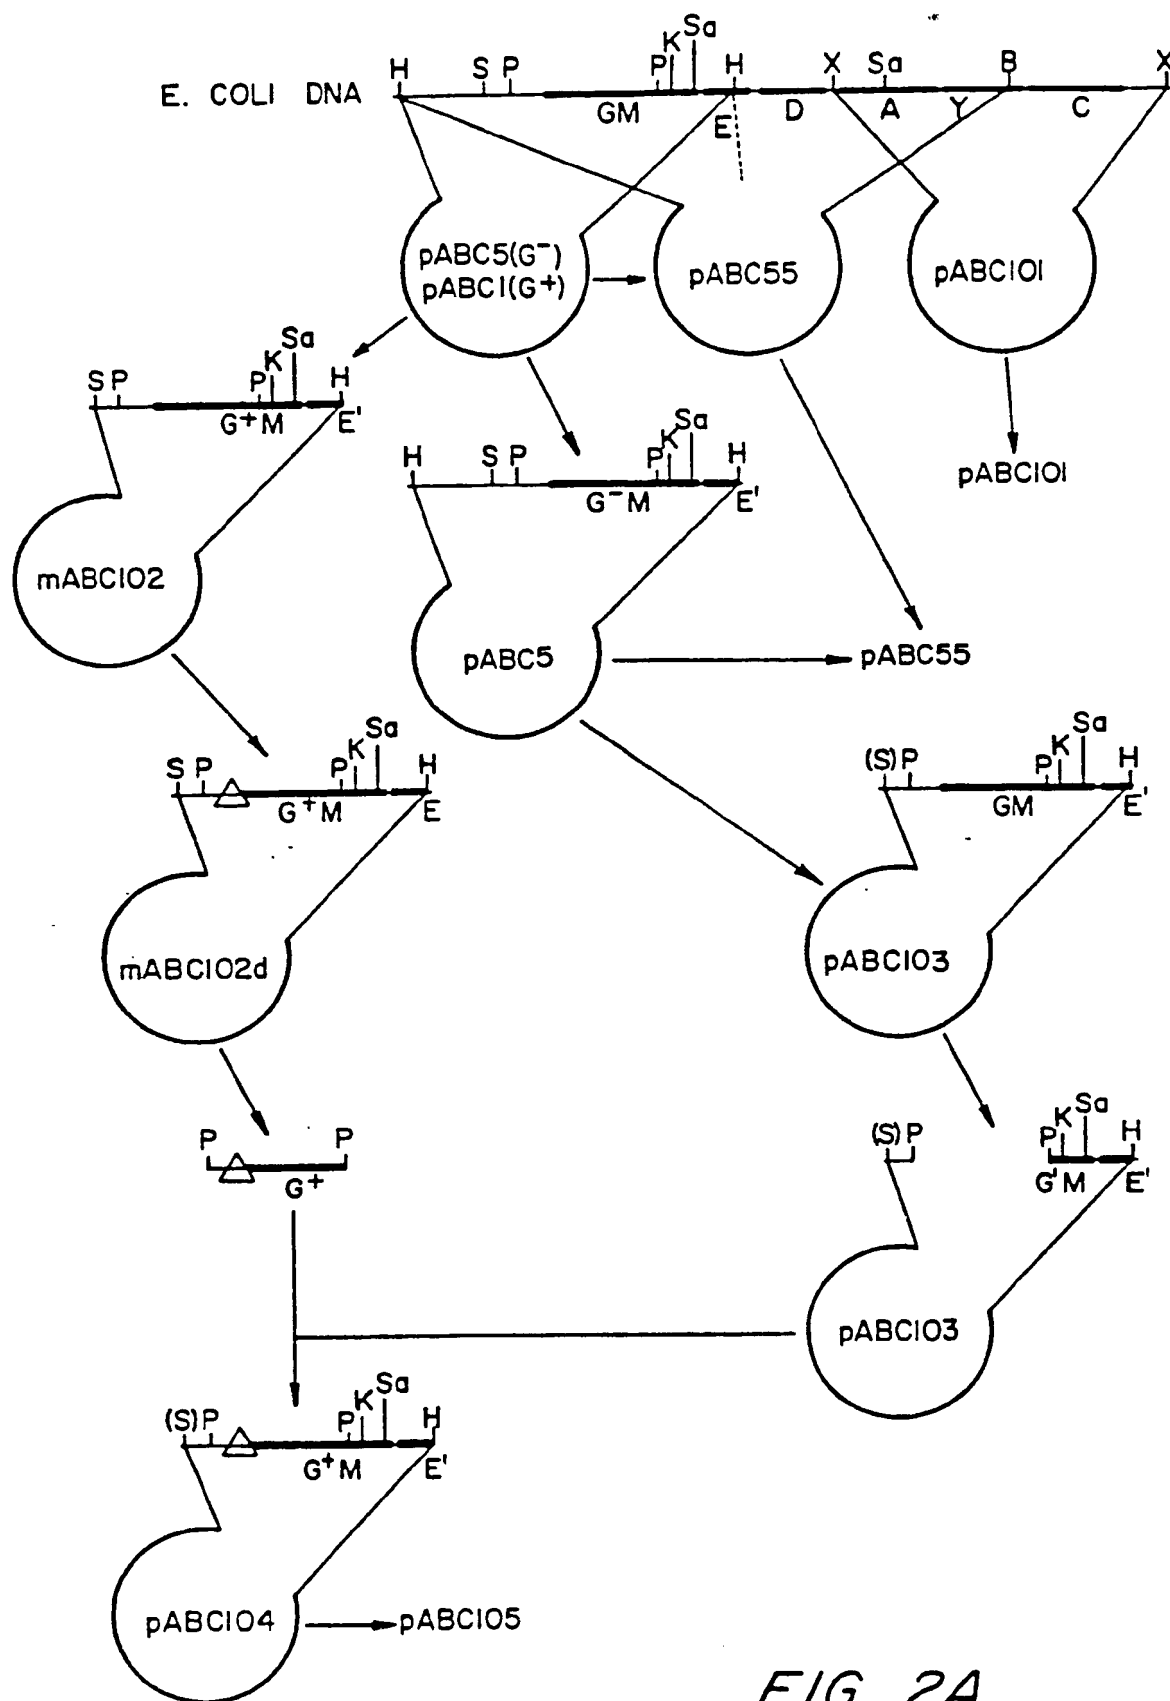 H S P P K Sa H X Sa B X
E. COLI DNA
GM E D A Y C
pABC5(G⁻)
pABC1(G⁺)
pABC55
pABC101
S P P K Sa H
G⁺M E'
mABC102
H S P P K Sa H
G⁻M E'
pABC5
pABC101
pABC55
S P P K Sa H
G⁺M E
mABC102d
(S) P P K Sa H
GM E'
pABC103
P P
G⁺
(S) P P K Sa H
G' M E'
pABC103
(S) P P K Sa H
G⁺M E'
pABC104
pABC105
FIG. 2A